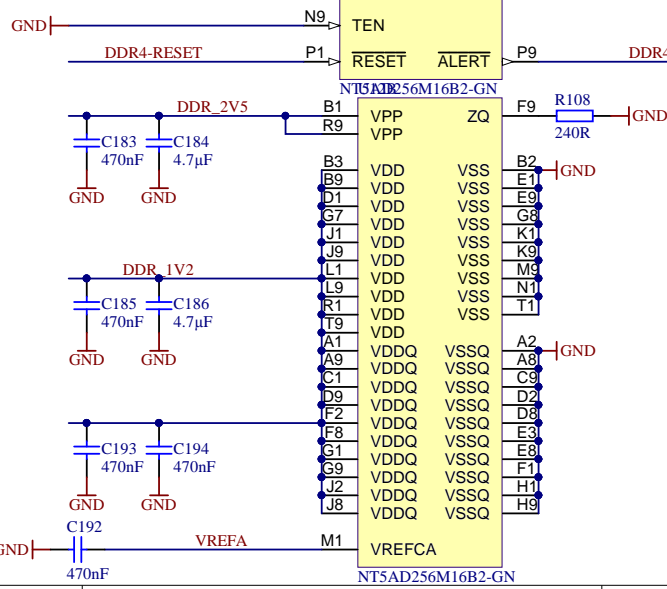 GND N9 TEN
DDR4-RESET P1 RESET ALERT P9 DDR4
NT5AD256M16B2-GN
DDR_2V5 B1 VPP ZQ F9 R108 GND
R9 VPP 240R
C183 C184
470nF 4.7µF
GND GND
B3 VDD VSS B2 GND
B9 VDD VSS E1
D1 VDD VSS E9
G7 VDD VSS G8
J1 VDD VSS K1
J9 VDD VSS K9
DDR_1V2 L1 VDD VSS M9
L9 VDD VSS N1
C185 C186 R1 VDD VSS T1
470nF 4.7µF T9 VDD
GND GND A1 VDDQ VSSQ A2 GND
A9 VDDQ VSSQ A8
C1 VDDQ VSSQ C9
D9 VDDQ VSSQ D2
F2 VDDQ VSSQ D8
F8 VDDQ VSSQ E3
C193 C194 G1 VDDQ VSSQ E8
470nF 470nF G9 VDDQ VSSQ F1
GND GND J2 VDDQ VSSQ H1
J8 VDDQ VSSQ H9
C192
GND VREFA M1 VREFCA
470nF
NT5AD256M16B2-GN